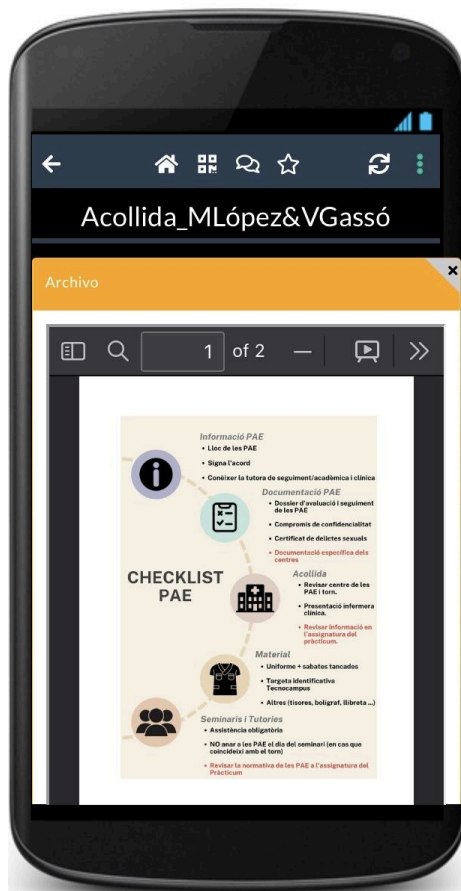 Acollida_MLópez&VGassó
Archivo
1 of 2
Informació PAE
• Lloc de les PAE
• Signa l'acord
• Conèixer la tutora de seguiment/acadèmica i clínica
Documentació PAE
• Dossier d'avaluació i seguiment
de les PAE
• Compromís de confidencialitat
• Certificat de delictes sexuals
• Documentació específica dels
centres
CHECKLIST
PAE
Acollida
• Revisar centre de les
PAE i torn.
• Presentació infermera
clínica.
• Revisar informació en
l'assignatura del
pràcticum.
Material
• Uniforme + sabates tancades
• Targeta identificativa
Tecnocampus
• Altres (tisores, bolígraf, llibreta ...)
Seminaris i Tutories
• Assistència obligatòria
• NO anar a les PAE el dia del seminari (en cas que
coincideixi amb el torn)
• Revisar la normativa de les PAE a l'assignatura del
Pràcticum